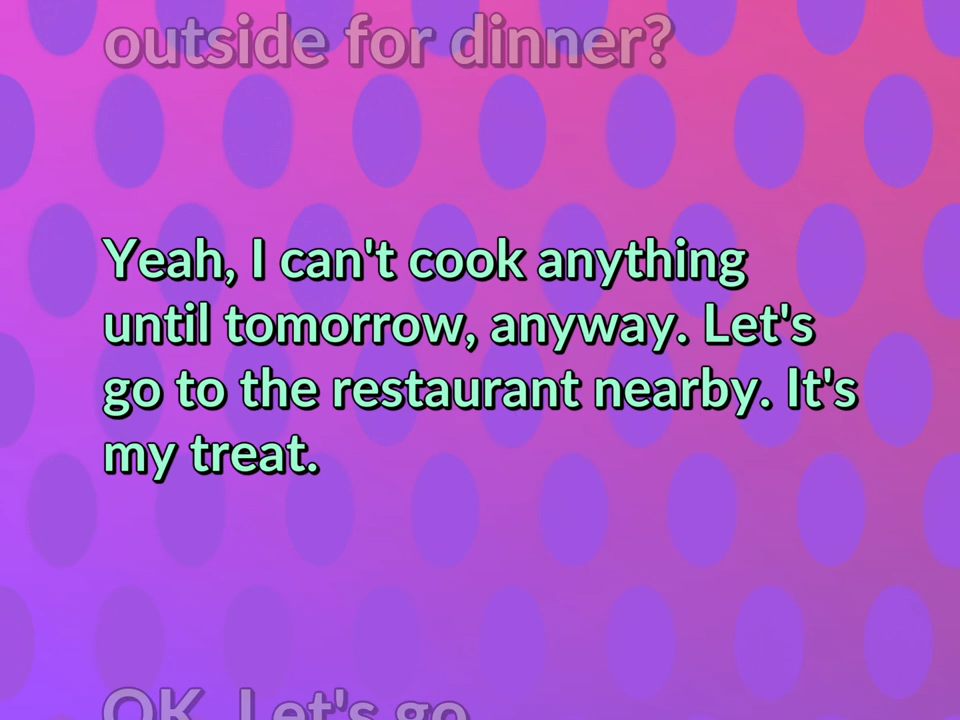 outside for dinner?
Yeah, I can't cook anything
until tomorrow, anyway. Let's
go to the restaurant nearby. It's
my treat.
OK. Let's go